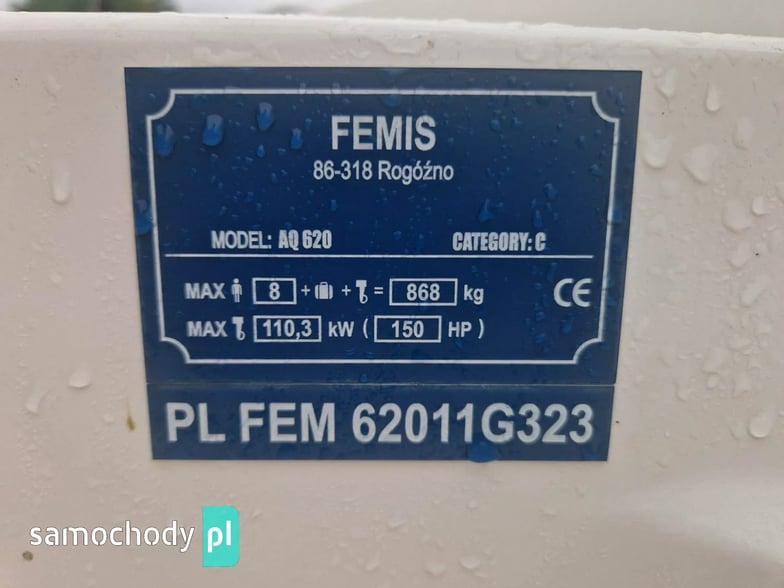 FEMIS
86-318 Rogóźno
MODEL: AQ 620 CATEGORY: C
MAX 8 + + = 868 kg CE
MAX 110,3 kW ( 150 HP )
PL FEM 62011G323
samochody pl